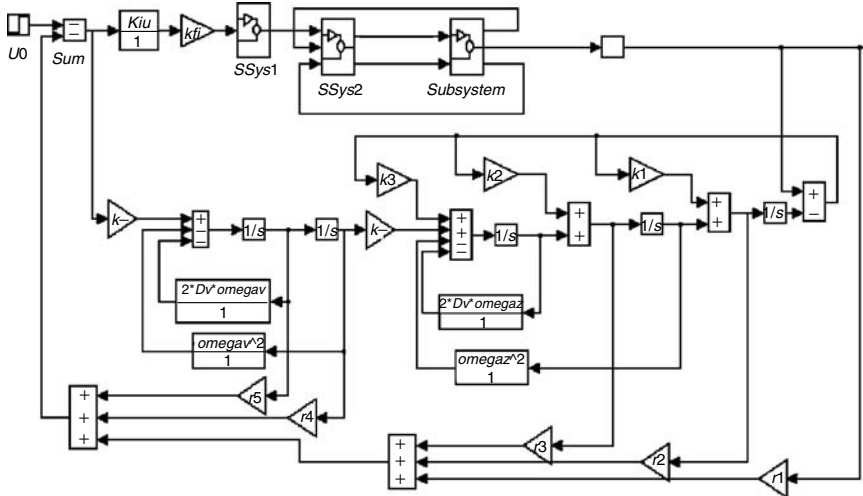 U0
Sum
Kiu
1
kfi
SSys1
SSys2
Subsystem
k3
k2
k1
k–
1/s
1/s
k–
1/s
1/s
1/s
2*Dv*omegav
1
omegav^2
1
2*Dv*omegaz
1
omegaz^2
1
r5
r4
r3
r2
r1